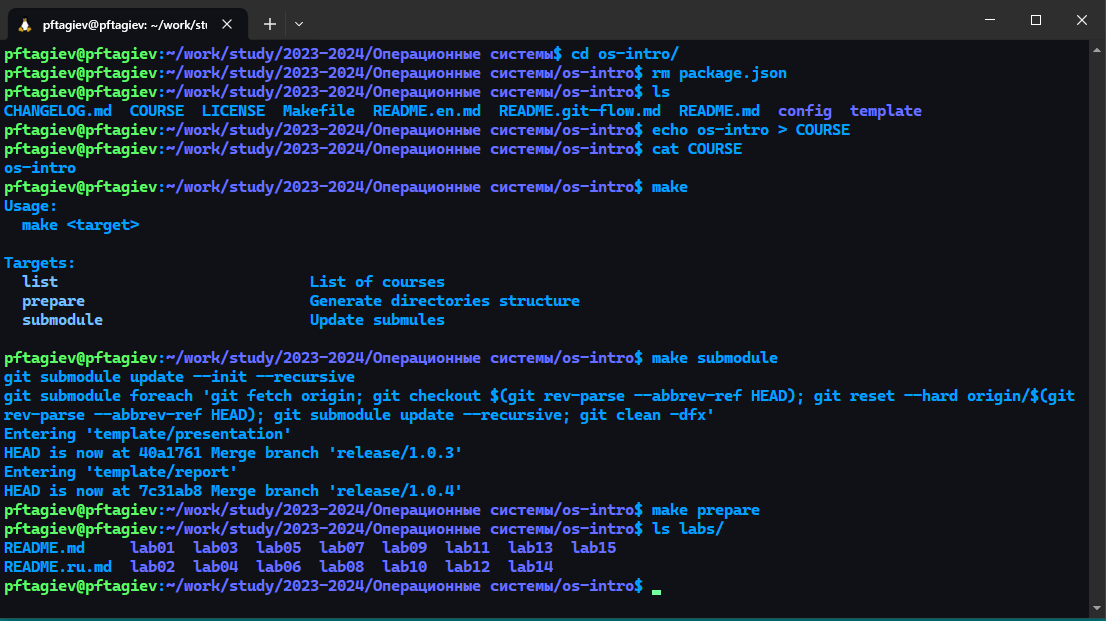 pftagiev@pftagiev: ~/work/stu
pftagiev@pftagiev:~/work/study/2023-2024/Операционные системы$ cd os-intro/
pftagiev@pftagiev:~/work/study/2023-2024/Операционные системы/os-intro$ rm package.json
pftagiev@pftagiev:~/work/study/2023-2024/Операционные системы/os-intro$ ls
CHANGELOG.md  COURSE  LICENSE  Makefile  README.en.md  README.git-flow.md  README.md  config  template
pftagiev@pftagiev:~/work/study/2023-2024/Операционные системы/os-intro$ echo os-intro > COURSE
pftagiev@pftagiev:~/work/study/2023-2024/Операционные системы/os-intro$ cat COURSE
os-intro
pftagiev@pftagiev:~/work/study/2023-2024/Операционные системы/os-intro$ make
Usage:
  make <target>
Targets:
  list                            List of courses
  prepare                         Generate directories structure
  submodule                       Update submules
pftagiev@pftagiev:~/work/study/2023-2024/Операционные системы/os-intro$ make submodule
git submodule update --init --recursive
git submodule foreach 'git fetch origin; git checkout $(git rev-parse --abbrev-ref HEAD); git reset --hard origin/$(git
rev-parse --abbrev-ref HEAD); git submodule update --recursive; git clean -dfx'
Entering 'template/presentation'
HEAD is now at 40a1761 Merge branch 'release/1.0.3'
Entering 'template/report'
HEAD is now at 7c31ab8 Merge branch 'release/1.0.4'
pftagiev@pftagiev:~/work/study/2023-2024/Операционные системы/os-intro$ make prepare
pftagiev@pftagiev:~/work/study/2023-2024/Операционные системы/os-intro$ ls labs/
README.md     lab01  lab03  lab05  lab07  lab09  lab11  lab13  lab15
README.ru.md  lab02  lab04  lab06  lab08  lab10  lab12  lab14
pftagiev@pftagiev:~/work/study/2023-2024/Операционные системы/os-intro$